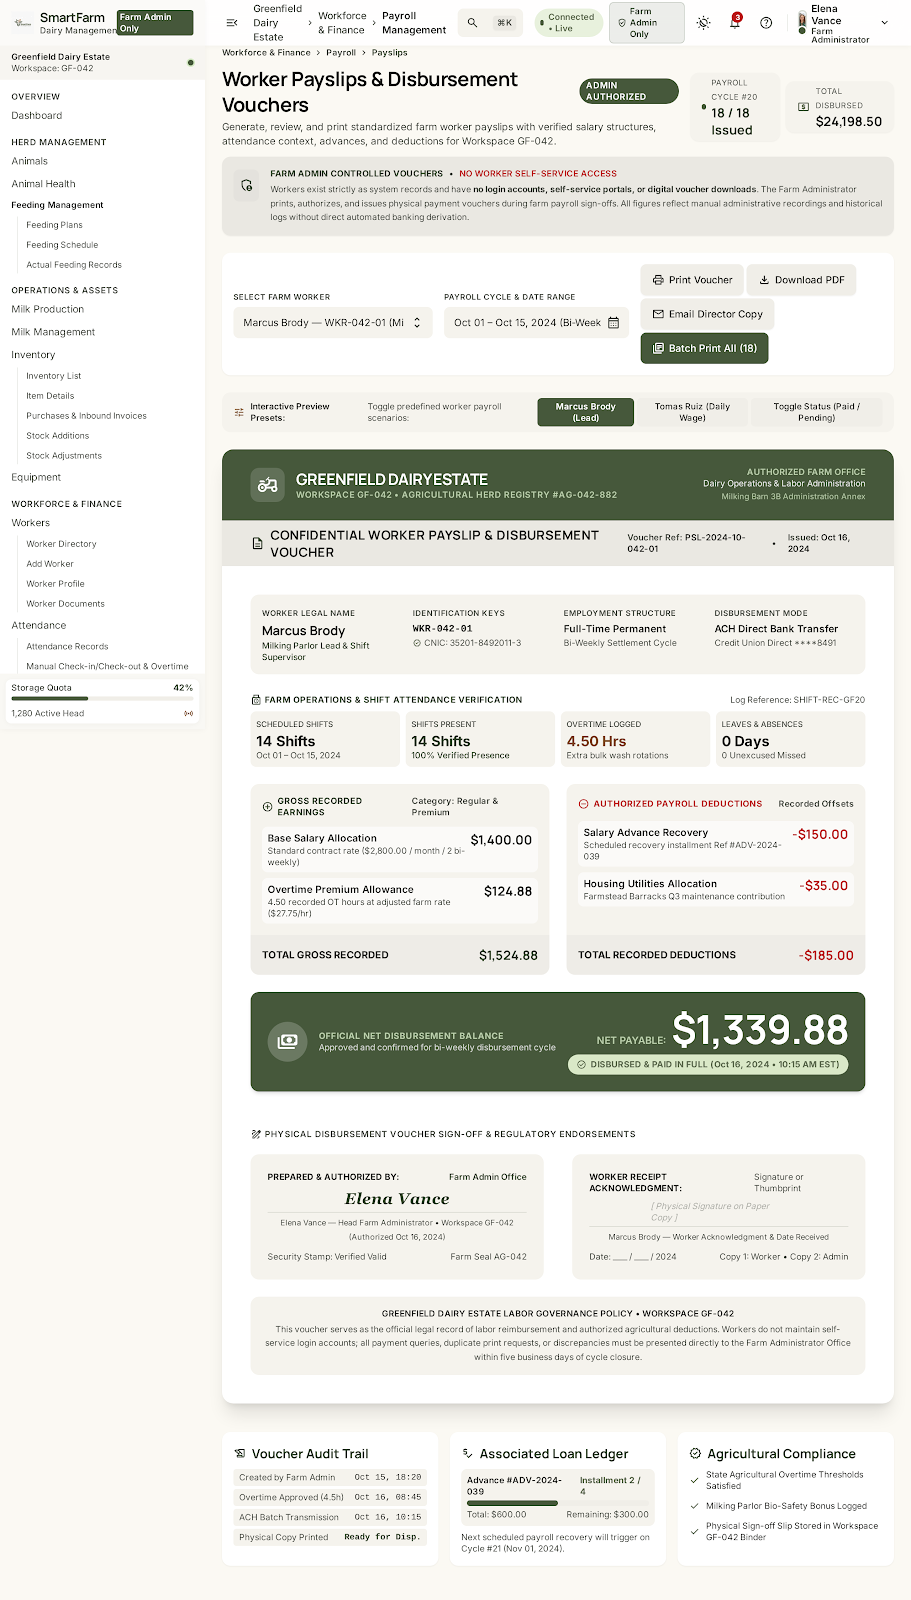 SmartFarm
Dairy Management
Farm Admin
Only
Greenfield Dairy Estate
Workspace: GF-042
OVERVIEW
Dashboard
HERD MANAGEMENT
Animals
Animal Health
Feeding Management
Feeding Plans
Feeding Schedule
Actual Feeding Records
OPERATIONS & ASSETS
Milk Production
Milk Management
Inventory
Inventory List
Item Details
Purchases & Inbound Invoices
Stock Additions
Stock Adjustments
Equipment
WORKFORCE & FINANCE
Workers
Worker Directory
Add Worker
Worker Profile
Worker Documents
Attendance
Attendance Records
Manual Check-in/Check-out & Overtime
Storage Quota 42%
1,280 Active Head
Greenfield
Dairy
Estate
Workforce
& Finance
Payroll
Management
⌘K
Connected
• Live
Farm
Admin
Only
3
Elena
Vance
Farm
Administrator
Workforce & Finance › Payroll › Payslips
Worker Payslips & Disbursement
Vouchers
ADMIN
AUTHORIZED
Generate, review, and print standardized farm worker payslips with verified salary structures,
attendance context, advances, and deductions for Workspace GF-042.
PAYROLL
CYCLE #20
18 / 18
Issued
TOTAL
DISBURSED
$24,198.50
FARM ADMIN CONTROLLED VOUCHERS • NO WORKER SELF-SERVICE ACCESS
Workers exist strictly as system records and have no login accounts, self-service portals, or digital voucher downloads. The Farm Administrator
prints, authorizes, and issues physical payment vouchers during farm payroll sign-offs. All figures reflect manual administrative recordings and historical
logs without direct automated banking derivation.
SELECT FARM WORKER
Marcus Brody — WKR-042-01 (Mi
PAYROLL CYCLE & DATE RANGE
Oct 01 – Oct 15, 2024 (Bi-Week
Print Voucher
Download PDF
Email Director Copy
Batch Print All (18)
Interactive Preview
Presets:
Toggle predefined worker payroll
scenarios:
Marcus Brody
(Lead)
Tomas Ruiz (Daily
Wage)
Toggle Status (Paid /
Pending)
GREENFIELD DAIRY ESTATE
WORKSPACE GF-042 • AGRICULTURAL HERD REGISTRY #AG-042-882
AUTHORIZED FARM OFFICE
Dairy Operations & Labor Administration
Milking Barn 3B Administration Annex
CONFIDENTIAL WORKER PAYSLIP & DISBURSEMENT
VOUCHER
Voucher Ref: PSL-2024-10-
042-01
•
Issued: Oct 16,
2024
WORKER LEGAL NAME
Marcus Brody
Milking Parlor Lead & Shift
Supervisor
IDENTIFICATION KEYS
WKR-042-01
CNIC: 35201-8492011-3
EMPLOYMENT STRUCTURE
Full-Time Permanent
Bi-Weekly Settlement Cycle
DISBURSEMENT MODE
ACH Direct Bank Transfer
Credit Union Direct ****8491
FARM OPERATIONS & SHIFT ATTENDANCE VERIFICATION
Log Reference: SHIFT-REC-GF20
SCHEDULED SHIFTS
14 Shifts
Oct 01 – Oct 15, 2024
SHIFTS PRESENT
14 Shifts
100% Verified Presence
OVERTIME LOGGED
4.50 Hrs
Extra bulk wash rotations
LEAVES & ABSENCES
0 Days
0 Unexcused Missed
GROSS RECORDED
EARNINGS
Category: Regular &
Premium
Base Salary Allocation
Standard contract rate ($2,800.00 / month / 2 bi-
weekly)
$1,400.00
Overtime Premium Allowance
4.50 recorded OT hours at adjusted farm rate
($27.75/hr)
$124.88
TOTAL GROSS RECORDED $1,524.88
AUTHORIZED PAYROLL DEDUCTIONS
Recorded Offsets
Salary Advance Recovery
Scheduled recovery installment Ref #ADV-2024-
039
-$150.00
Housing Utilities Allocation
Farmstead Barracks Q3 maintenance contribution
-$35.00
TOTAL RECORDED DEDUCTIONS -$185.00
OFFICIAL NET DISBURSEMENT BALANCE
Approved and confirmed for bi-weekly disbursement cycle
NET PAYABLE: $1,339.88
DISBURSED & PAID IN FULL (Oct 16, 2024 • 10:15 AM EST)
PHYSICAL DISBURSEMENT VOUCHER SIGN-OFF & REGULATORY ENDORSEMENTS
PREPARED & AUTHORIZED BY: Farm Admin Office
Elena Vance
Elena Vance — Head Farm Administrator • Workspace GF-042
(Authorized Oct 16, 2024)
Security Stamp: Verified Valid Farm Seal AG-042
WORKER RECEIPT
ACKNOWLEDGMENT:
Signature or
Thumbprint
[ Physical Signature on Paper
Copy ]
Marcus Brody — Worker Acknowledgment & Date Received
Date: ___ / ___ / 2024 Copy 1: Worker • Copy 2: Admin
GREENFIELD DAIRY ESTATE LABOR GOVERNANCE POLICY • WORKSPACE GF-042
This voucher serves as the official legal record of labor reimbursement and authorized agricultural deductions. Workers do not maintain self-
service login accounts; all payment queries, duplicate print requests, or discrepancies must be presented directly to the Farm Administrator Office
within five business days of cycle closure.
Voucher Audit Trail
Created by Farm Admin Oct 15, 18:20
Overtime Approved (4.5h) Oct 16, 08:45
ACH Batch Transmission Oct 16, 10:15
Physical Copy Printed Ready for Disp.
Associated Loan Ledger
Advance #ADV-2024-
039
Installment 2 /
4
Total: $600.00 Remaining: $300.00
Next scheduled payroll recovery will trigger on
Cycle #21 (Nov 01, 2024).
Agricultural Compliance
State Agricultural Overtime Thresholds
Satisfied
Milking Parlor Bio-Safety Bonus Logged
Physical Sign-off Slip Stored in Workspace
GF-042 Binder